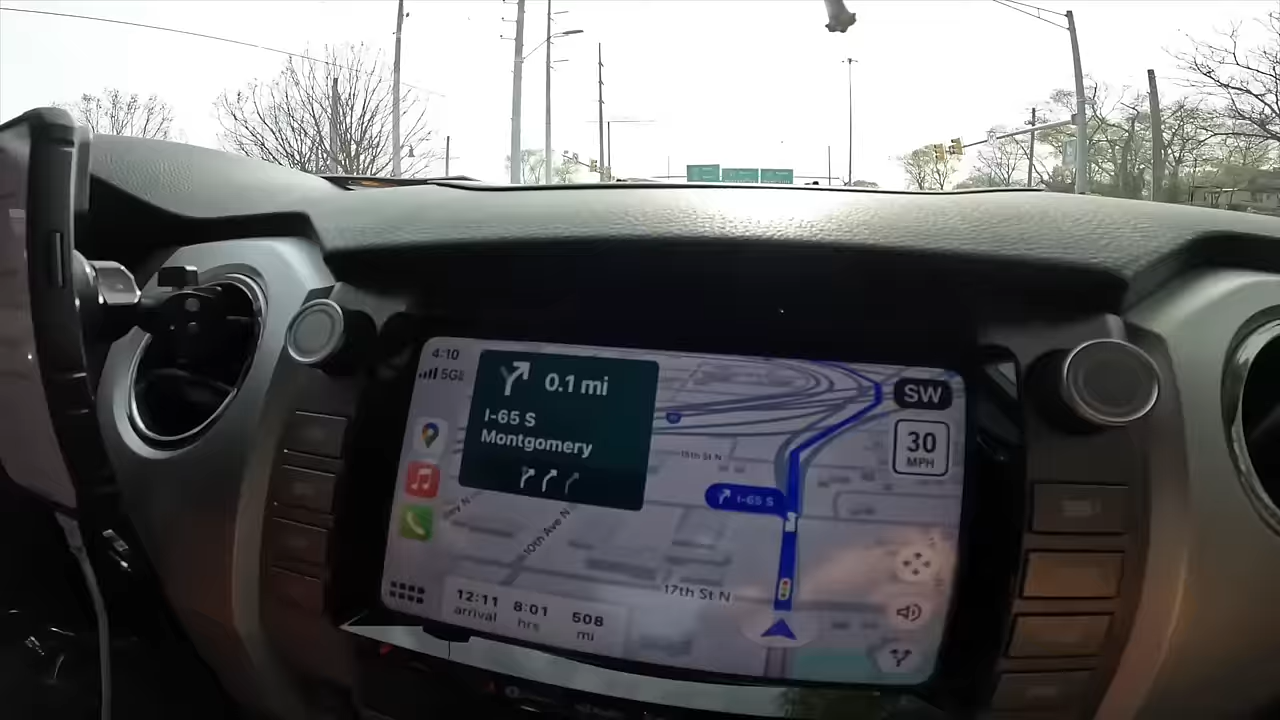 4:10
5G
0.1 mi
I-65 S
Montgomery
SW
30
MPH
15th St N
I-65 S
10th Ave N
17th St N
12:11 8:01 508
arrival hrs mi